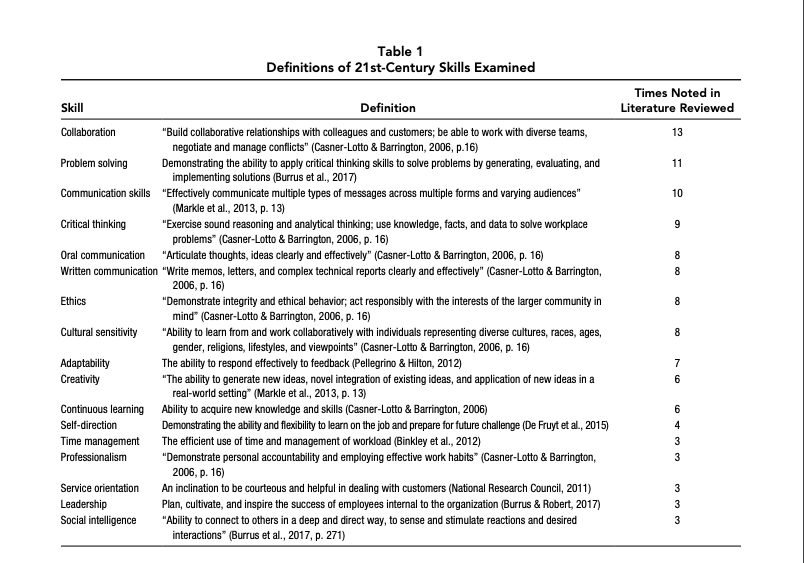 Table 1
Definitions of 21st-Century Skills Examined
Skill Definition Times Noted in Literature Reviewed
Collaboration “Build collaborative relationships with colleagues and customers; be able to work with diverse teams, 13
negotiate and manage conflicts” (Casner-Lotto & Barrington, 2006, p.16)
Problem solving Demonstrating the ability to apply critical thinking skills to solve problems by generating, evaluating, and 11
implementing solutions (Burrus et al., 2017)
Communication skills “Effectively communicate multiple types of messages across multiple forms and varying audiences” 10
(Markle et al., 2013, p. 13)
Critical thinking “Exercise sound reasoning and analytical thinking; use knowledge, facts, and data to solve workplace 9
problems” (Casner-Lotto & Barrington, 2006, p. 16)
Oral communication “Articulate thoughts, ideas clearly and effectively” (Casner-Lotto & Barrington, 2006, p. 16) 8
Written communication “Write memos, letters, and complex technical reports clearly and effectively” (Casner-Lotto & Barrington, 8
2006, p. 16)
Ethics “Demonstrate integrity and ethical behavior; act responsibly with the interests of the larger community in 8
mind” (Casner-Lotto & Barrington, 2006, p. 16)
Cultural sensitivity “Ability to learn from and work collaboratively with individuals representing diverse cultures, races, ages, 8
gender, religions, lifestyles, and viewpoints” (Casner-Lotto & Barrington, 2006, p. 16)
Adaptability The ability to respond effectively to feedback (Pellegrino & Hilton, 2012) 7
Creativity “The ability to generate new ideas, novel integration of existing ideas, and application of new ideas in a 6
real-world setting” (Markle et al., 2013, p. 13)
Continuous learning Ability to acquire new knowledge and skills (Casner-Lotto & Barrington, 2006) 6
Self-direction Demonstrating the ability and flexibility to learn on the job and prepare for future challenge (De Fruyt et al., 2015) 4
Time management The efficient use of time and management of workload (Binkley et al., 2012) 3
Professionalism “Demonstrate personal accountability and employing effective work habits” (Casner-Lotto & Barrington, 3
2006, p. 16)
Service orientation An inclination to be courteous and helpful in dealing with customers (National Research Council, 2011) 3
Leadership Plan, cultivate, and inspire the success of employees internal to the organization (Burrus & Robert, 2017) 3
Social intelligence “Ability to connect to others in a deep and direct way, to sense and stimulate reactions and desired 3
interactions” (Burrus et al., 2017, p. 271)